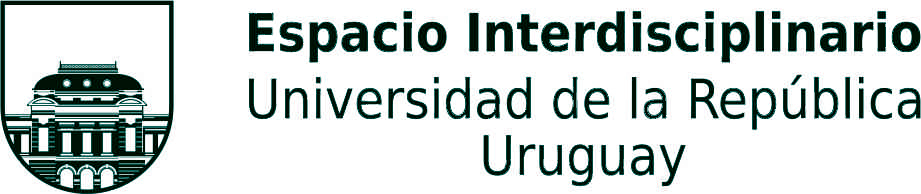 Espacio Interdisciplinario
Universidad de la República
Uruguay